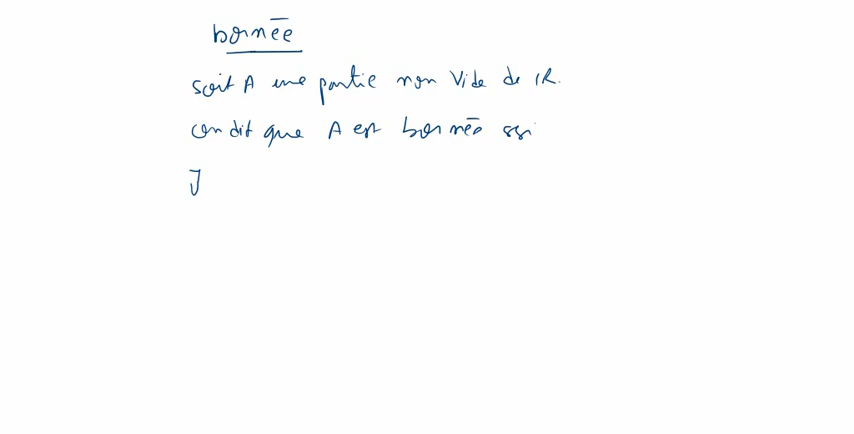 bornée
soit A une partie non vide de IR.
on dit que A est bornée ssi
∃